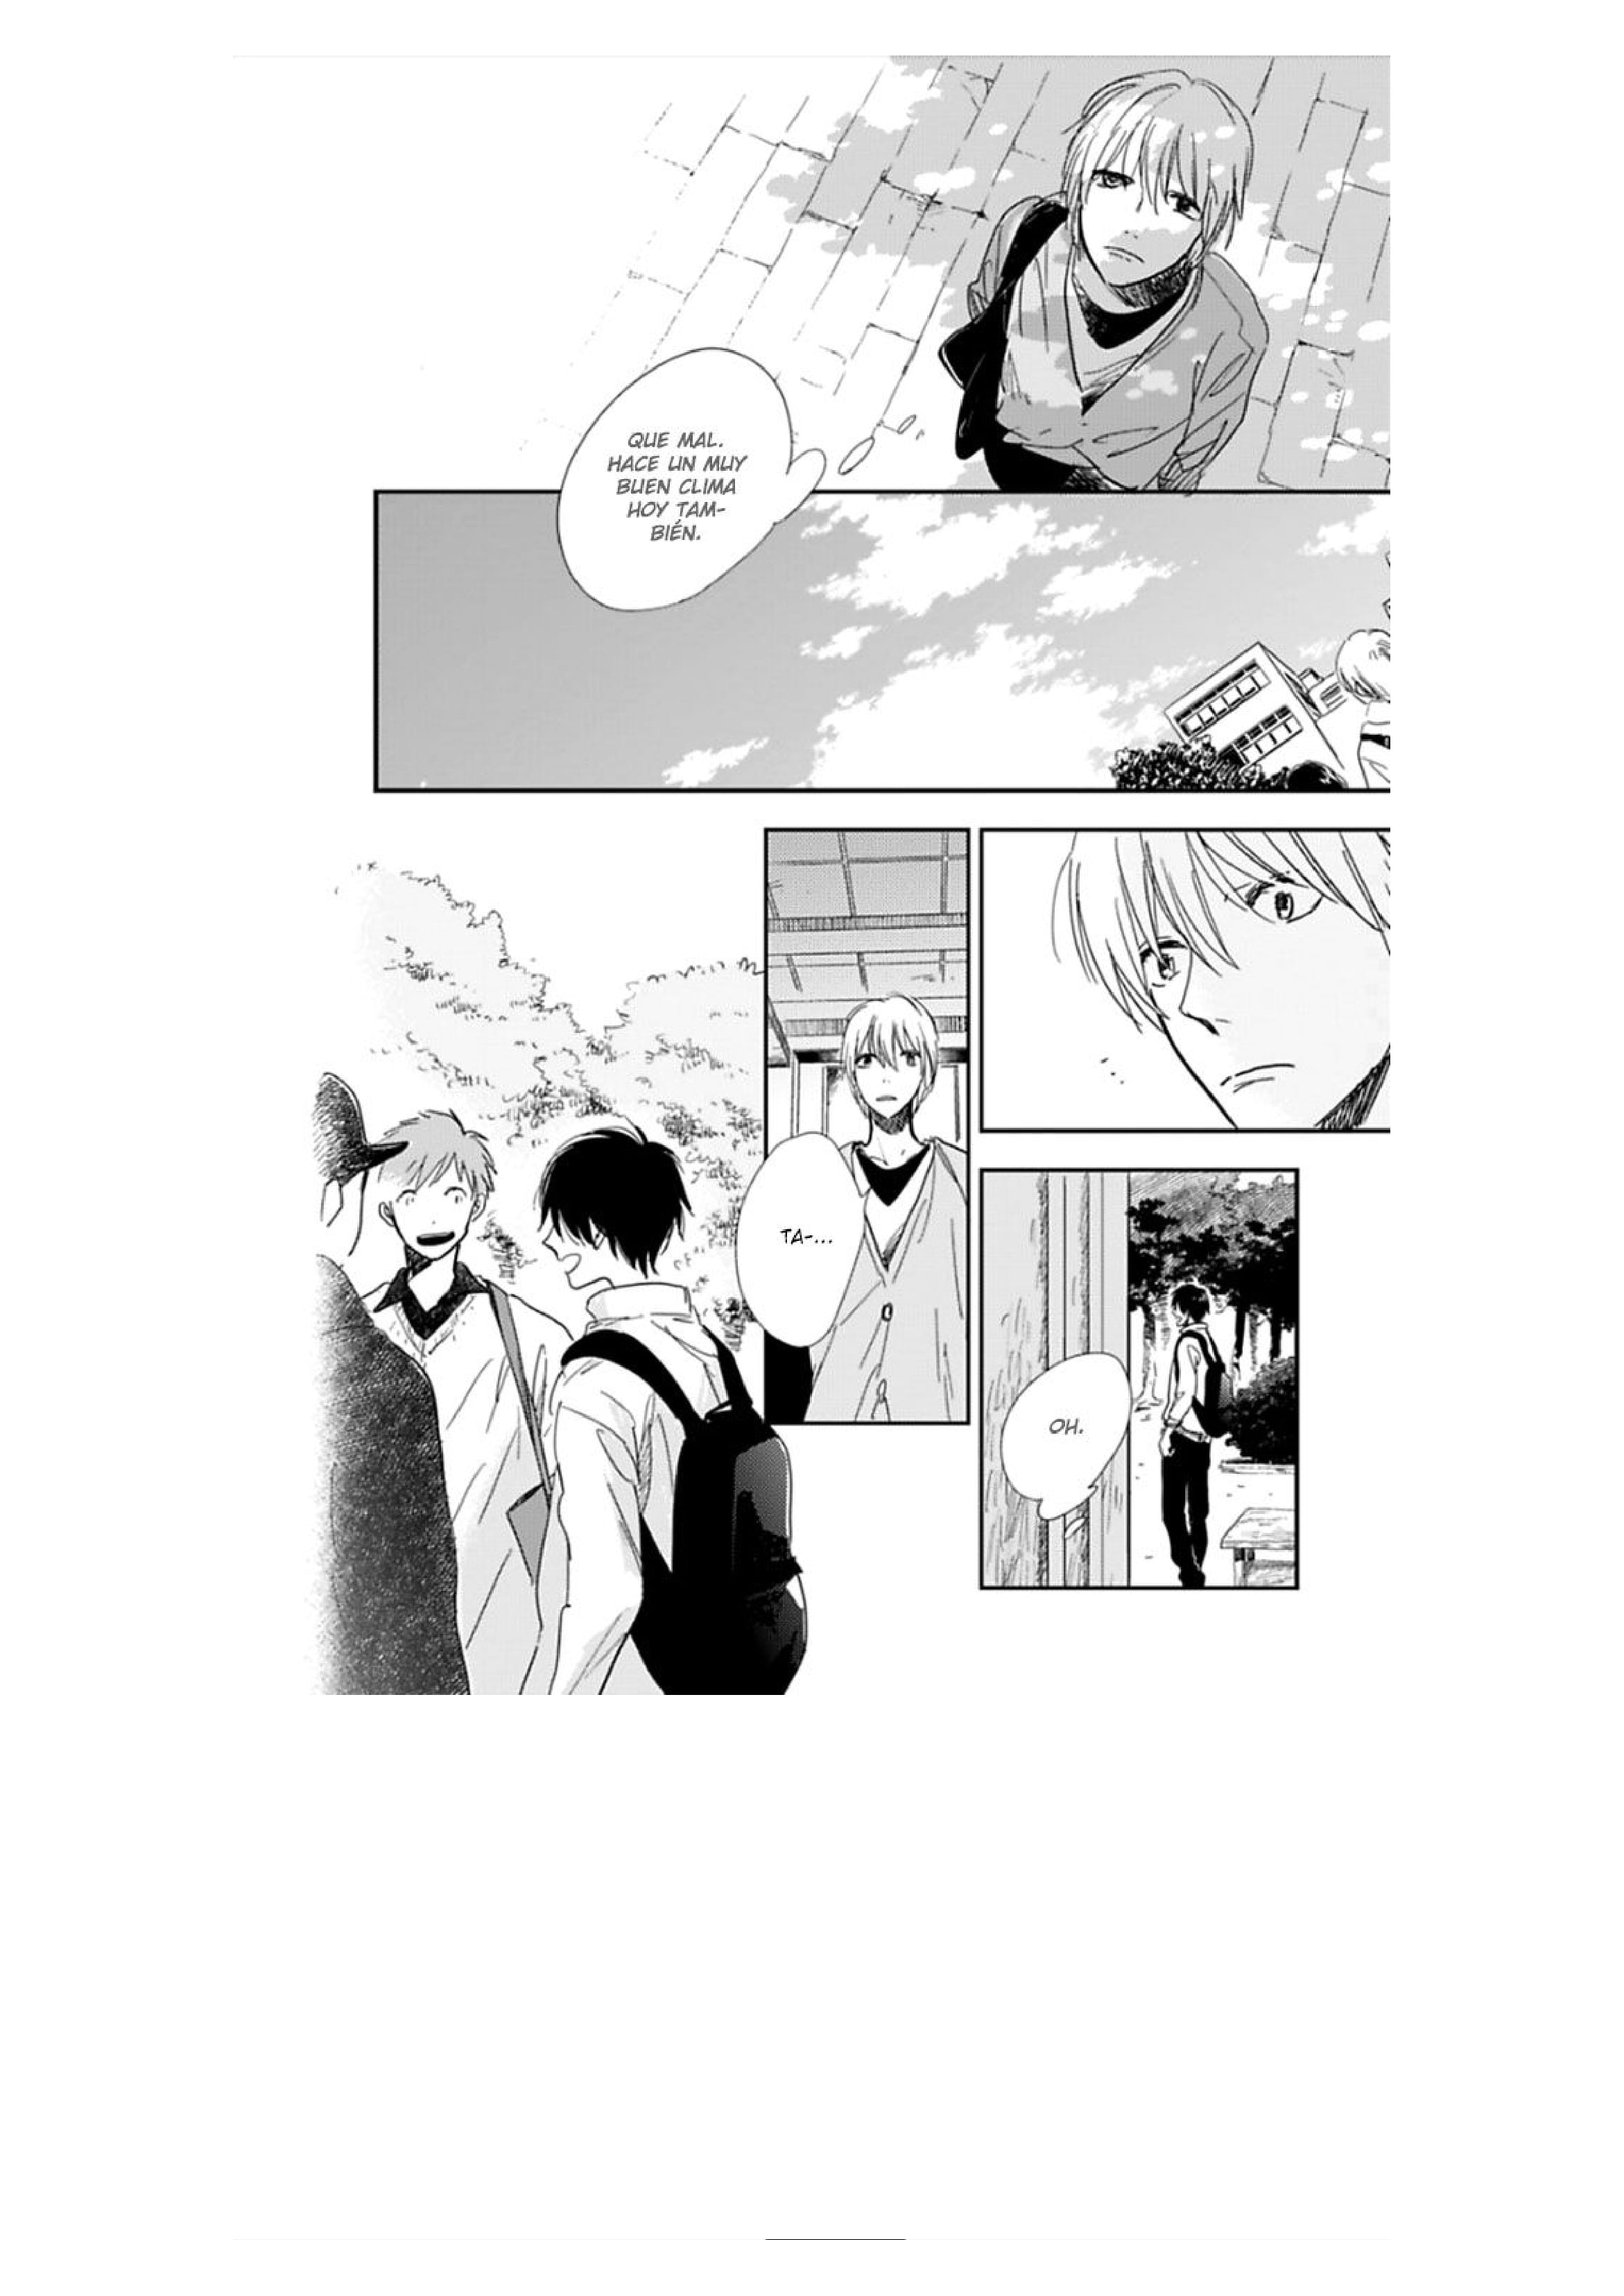 QUE MAL.
HACE UN MUY
BUEN CLIMA
HOY TAM-
BIÉN.
OH.
TA-...